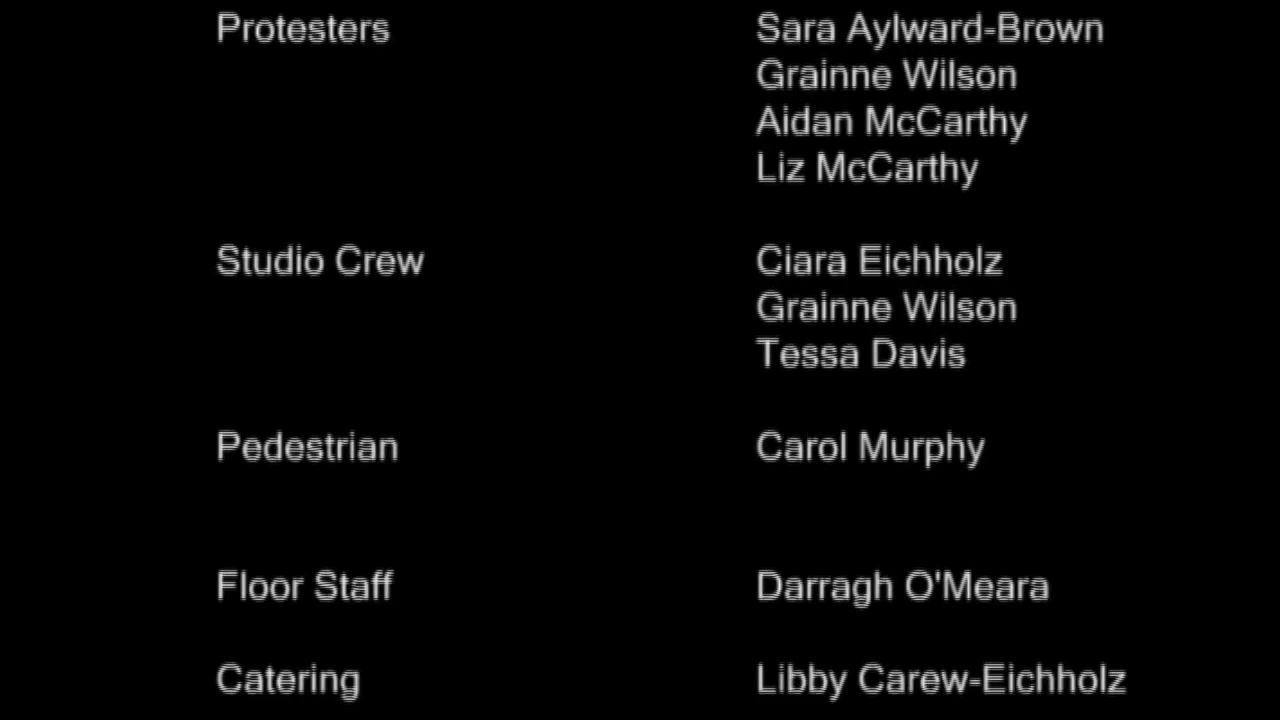 Protesters Sara Aylward-Brown
Grainne Wilson
Aidan McCarthy
Liz McCarthy
Studio Crew Ciara Eichholz
Grainne Wilson
Tessa Davis
Pedestrian Carol Murphy
Floor Staff Darragh O'Meara
Catering Libby Carew-Eichholz